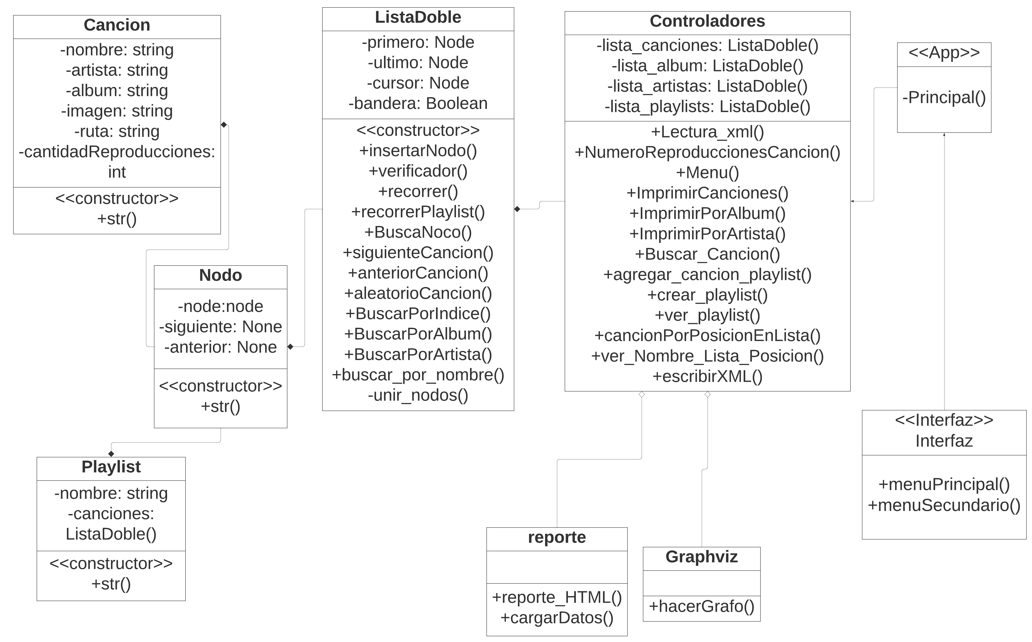 Cancion
-nombre: string
-artista: string
-album: string
-imagen: string
-ruta: string
-cantidadReproducciones:
int
<<constructor>>
+str()
Nodo
-node:node
-siguiente: None
-anterior: None
<<constructor>>
+str()
Playlist
-nombre: string
-canciones:
ListaDoble()
<<constructor>>
+str()
ListaDoble
-primero: Node
-ultimo: Node
-cursor: Node
-bandera: Boolean
<<constructor>>
+insertarNodo()
+verificador()
+recorrer()
+recorrerPlaylist()
+BuscaNoco()
+siguienteCancion()
+anteriorCancion()
+aleatorioCancion()
+BuscarPorIndice()
+BuscarPorAlbum()
+BuscarPorArtista()
+buscar_por_nombre()
-unir_nodos()
Controladores
-lista_canciones: ListaDoble()
-lista_album: ListaDoble()
-lista_artistas: ListaDoble()
-lista_playlists: ListaDoble()
+Lectura_xml()
+NumeroReproduccionesCancion()
+Menu()
+ImprimirCanciones()
+ImprimirPorAlbum()
+ImprimirPorArtista()
+Buscar_Cancion()
+agregar_cancion_playlist()
+crear_playlist()
+ver_playlist()
+cancionPorPosicionEnLista()
+ver_Nombre_Lista_Posicion()
+escribirXML()
<<App>>
-Principal()
<<Interfaz>>
Interfaz
+menuPrincipal()
+menuSecundario()
reporte
+reporte_HTML()
+cargarDatos()
Graphviz
+hacerGrafo()